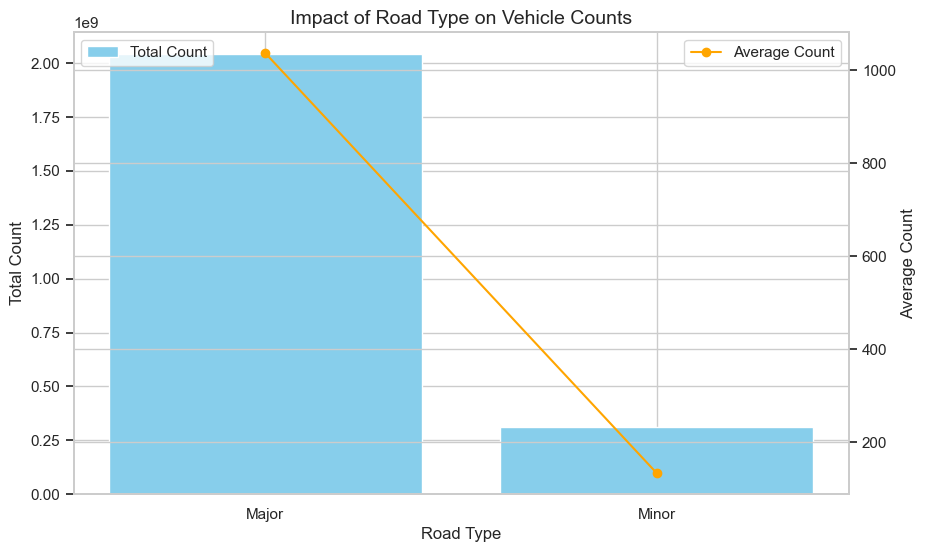 Impact of Road Type on Vehicle Counts
1e9
Total Count
Average Count
2.00
1.75
1.50
1.25
1.00
0.75
0.50
0.25
0.00
Total Count
1000
800
600
400
200
Average Count
Major
Minor
Road Type